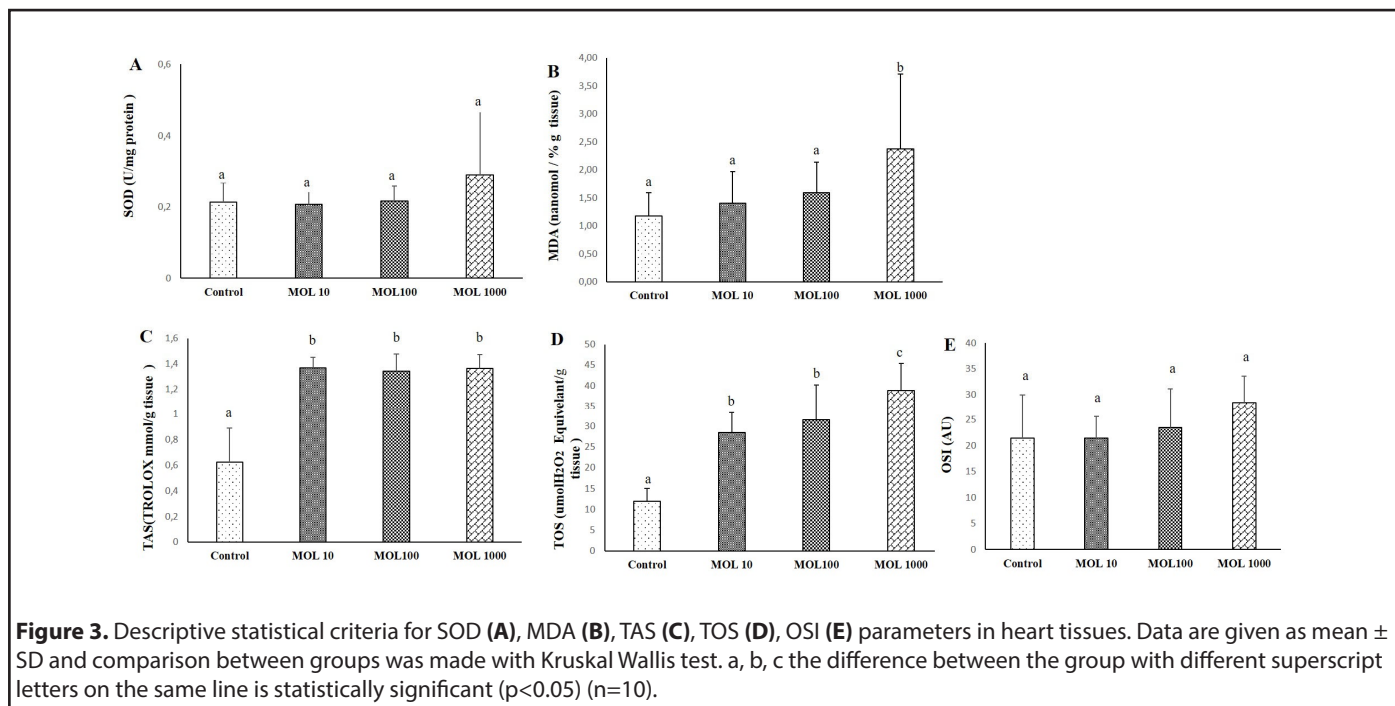 A
SOD (U/mg protein )
0,6
0,4
0,2
0
a
a
a
a
Control
MOL 10
MOL100
MOL 1000
B
MDA (nanomol / % g tissue)
4,00
3,50
3,00
2,50
2,00
1,50
1,00
0,50
0,00
a
a
a
b
Control
MOL 10
MOL100
MOL 1000
C
TAS(TROLOX mmol/g tissue )
1,6
1,4
1,2
1
0,8
0,6
0,4
0,2
0
a
b
b
b
Control
MOL 10
MOL100
MOL 1000
D
TOS (umolH2O2 Equivelant/g
tissue )
50
45
40
35
30
25
20
15
10
5
0
a
b
b
c
Control
MOL 10
MOL100
MOL 1000
E
OSI (AU)
40
35
30
25
20
15
10
5
0
a
a
a
a
Control
MOL 10
MOL100
MOL 1000
Figure 3. Descriptive statistical criteria for SOD (A), MDA (B), TAS (C), TOS (D), OSI (E) parameters in heart tissues. Data are given as mean ±
SD and comparison between groups was made with Kruskal Wallis test. a, b, c the difference between the group with different superscript
letters on the same line is statistically significant (p<0.05) (n=10).